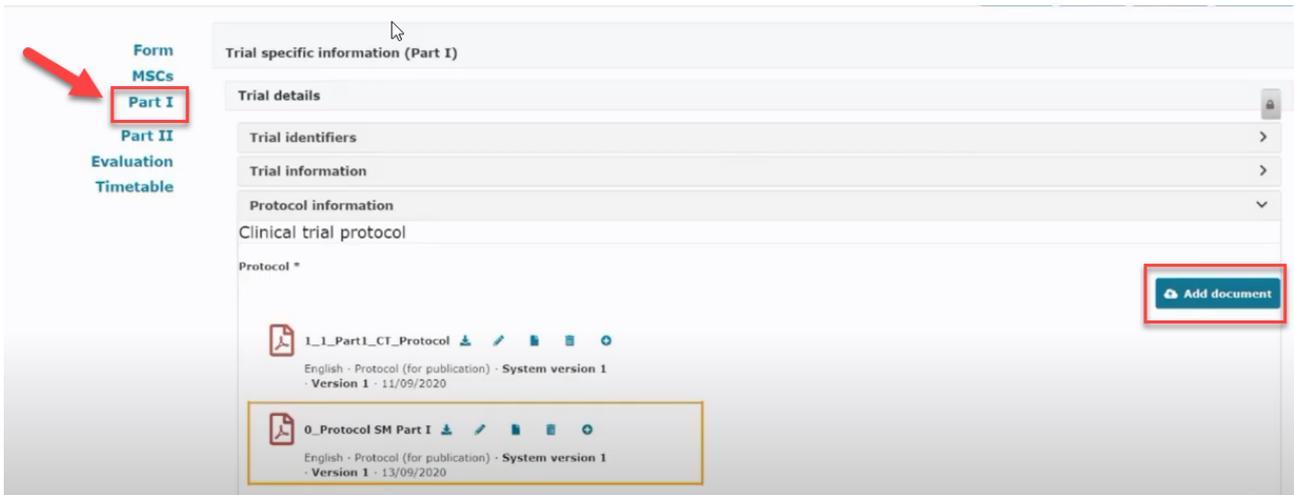 Form
MSCs
Part I
Part II
Evaluation
Timetable
Trial specific information (Part I)
Trial details
Trial identifiers
Trial information
Protocol information
Clinical trial protocol
Protocol *
Add document
1_1_Part1_CT_Protocol
English · Protocol (for publication) · System version 1
· Version 1 · 11/09/2020
0_Protocol SM Part I
English · Protocol (for publication) · System version 1
· Version 1 · 13/09/2020